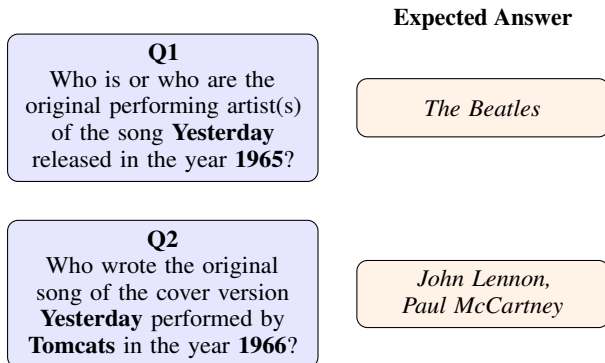 Expected Answer
Q1
Who is or who are the
original performing artist(s)
of the song Yesterday
released in the year 1965?
The Beatles
Q2
Who wrote the original
song of the cover version
Yesterday performed by
Tomcats in the year 1966?
John Lennon,
Paul McCartney